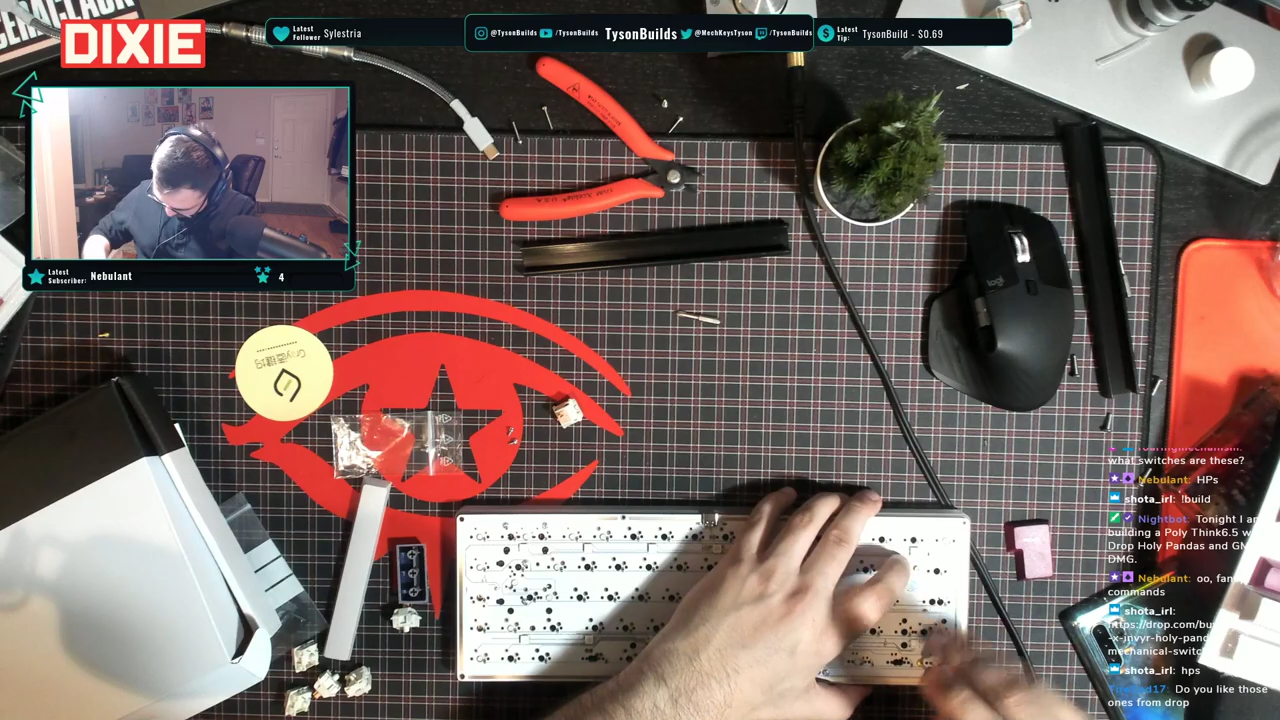 DIXIE
Latest Follower Sylestria
@TysonBuilds /TysonBuilds TysonBuilds @MechKeysTyson /TysonBuilds
Latest Tip: TysonBuild - $0.69
Latest Subscriber: Nebulant
4
logi
what switches are these?
Nebulant: HPs
shota_irl: !build
Nightbot: Tonight I am
building a Poly Think6.5 w
Drop Holy Pandas and GM
DMG.
Nebulant: oo,
commands
shota_irl:
https://drop.com/bu
-x-invyr-holy-pand
mechanical-switc
shota_irl: hps
Do you like those
ones from drop